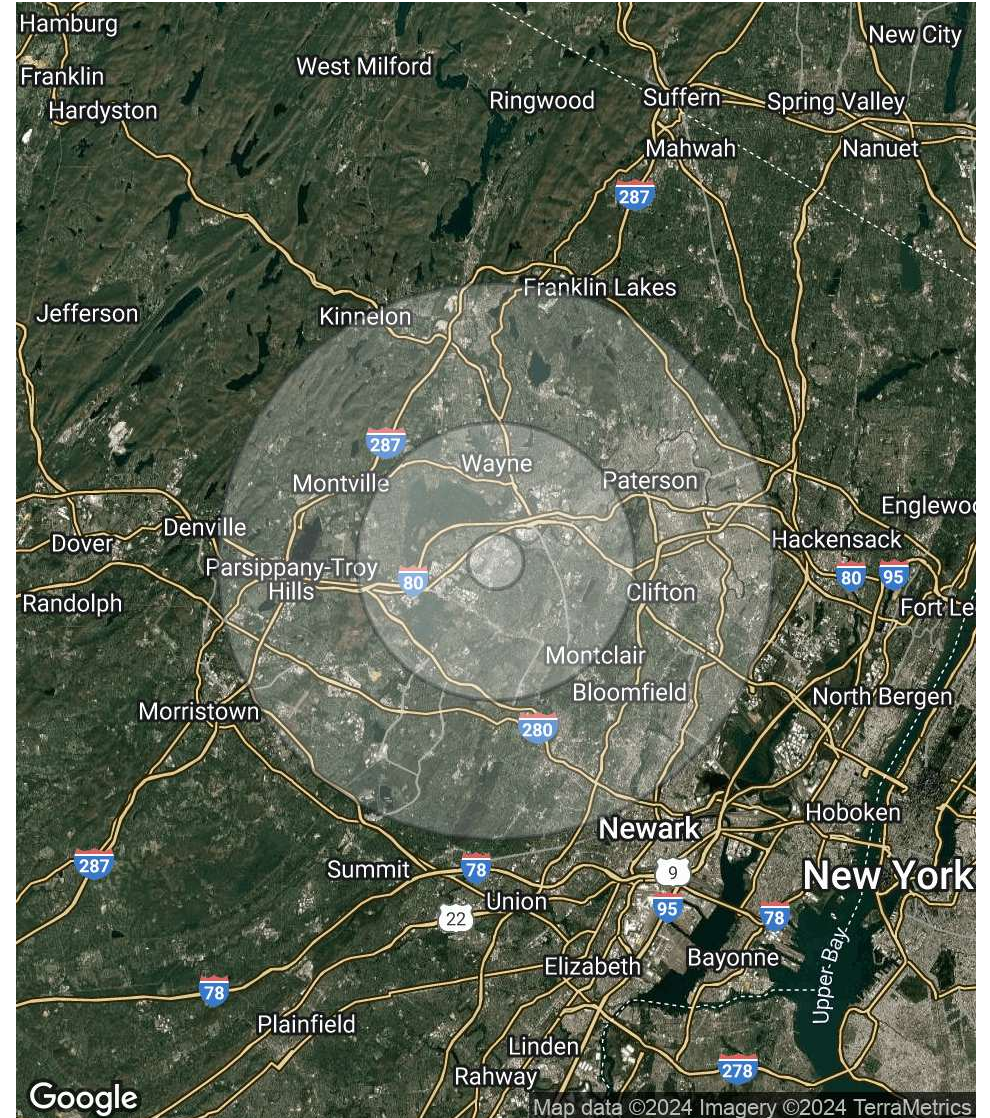 Hamburg
New City
West Milford
Franklin
Ringwood
Suffern
Spring Valley
Hardyston
Mahwah
Nanuet
287
Franklin Lakes
Jefferson
Kinnelon
287
Wayne
Montville
Paterson
Englewoo
Denville
Dover
Hackensack
Parsippany-Troy
Hills
80
80
95
Randolph
Clifton
Fort Le
Montclair
Bloomfield
North Bergen
Morristown
280
Hoboken
Newark
287
Summit
78
9
New York
Union
22
95
78
Bayonne
Elizabeth
Upper Bay
78
Plainfield
Linden
Rahway
278
Google
Map data ©2024 Imagery ©2024 TerraMetrics